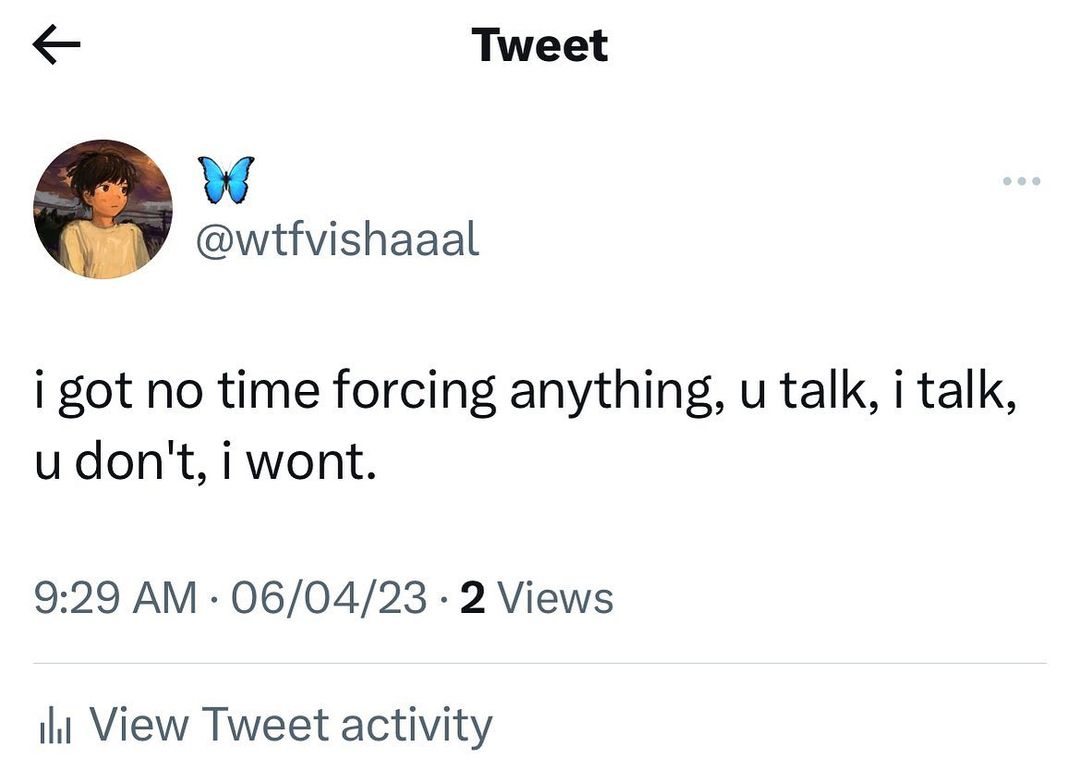 Tweet
🦋
@wtfvishaaal
i got no time forcing anything, u talk, i talk,
u don't, i wont.
9:29 AM · 06/04/23 · 2 Views
View Tweet activity